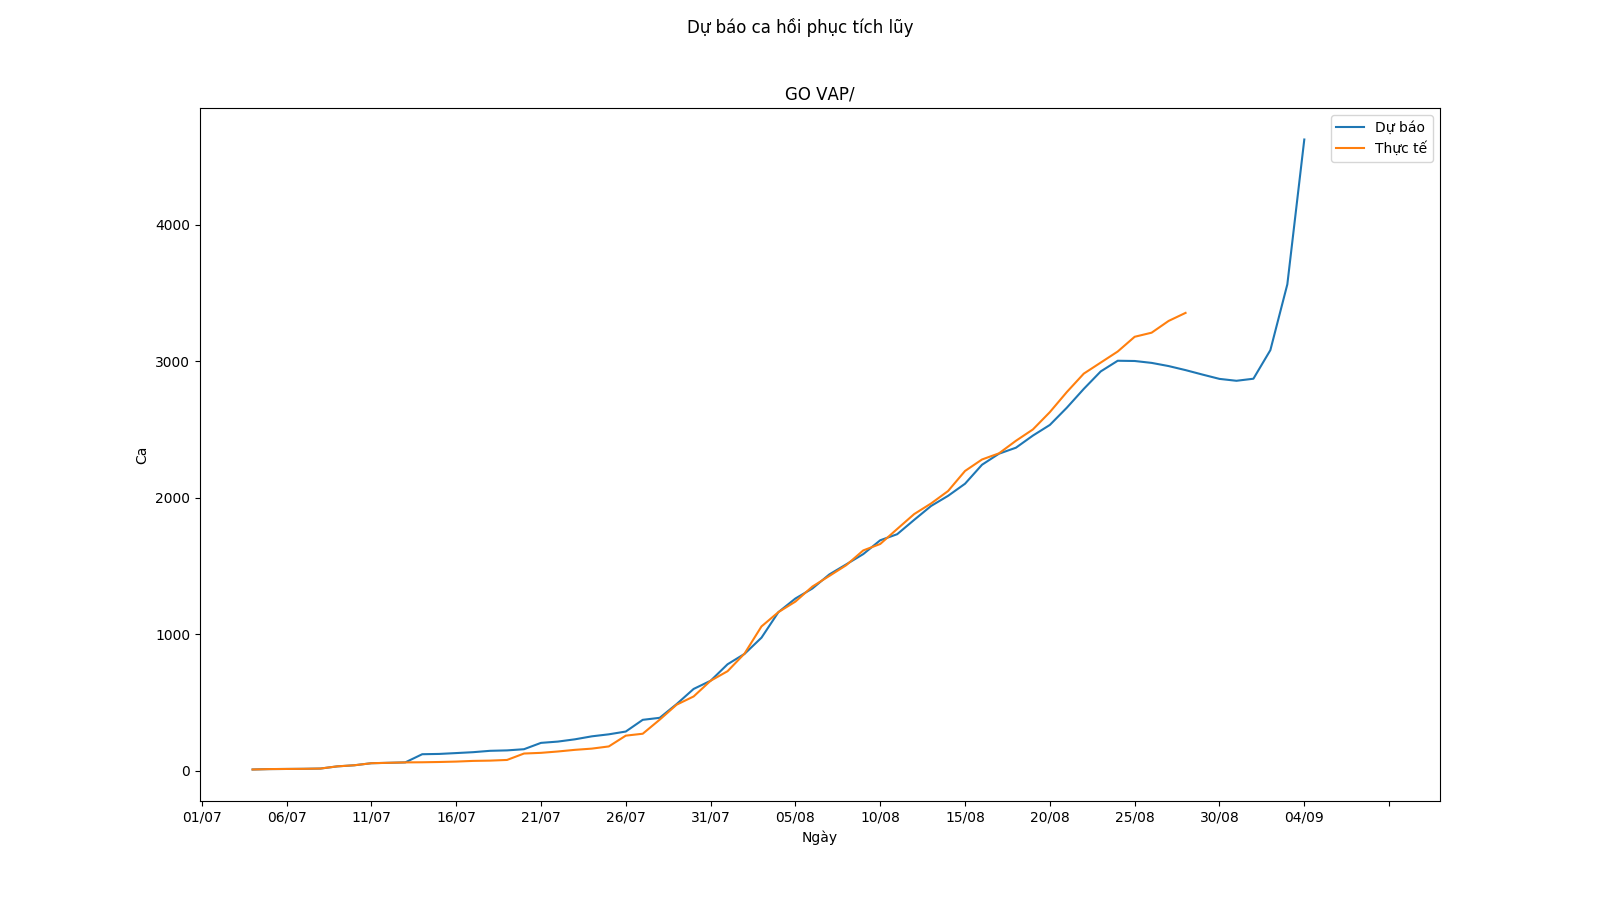 Dự báo ca hồi phục tích lũy
GO VAP/
Dự báo
Thực tế
4000
3000
2000
1000
0
Ca
01/07 06/07 11/07 16/07 21/07 26/07 31/07 05/08 10/08 15/08 20/08 25/08 30/08 04/09
Ngày